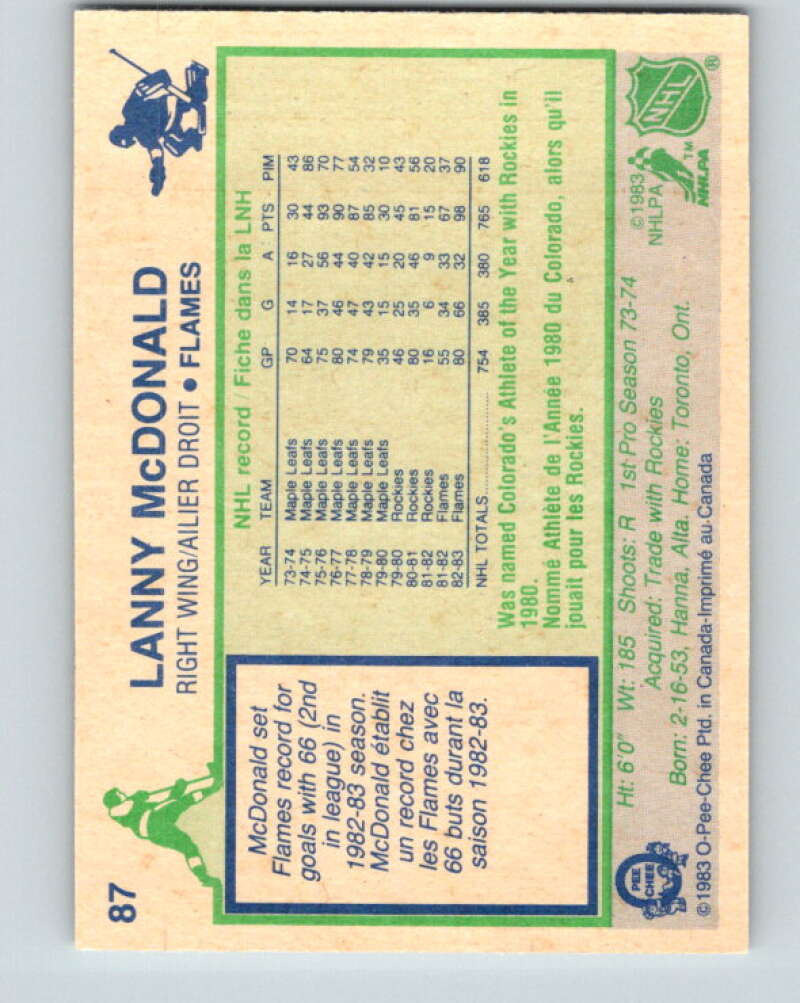 87
LANNY McDONALD
RIGHT WING/AILIER DROIT • FLAMES
McDonald set
Flames record for
goals with 66 (2nd
in league) in
1982-83 season.
McDonald établit
un record chez
les Flames avec
66 buts durant la
saison 1982-83.
NHL record / Fiche dans la LNH
YEAR TEAM GP G A PTS PIM
73-74 Maple Leafs 70 14 16 30 43
74-75 Maple Leafs 64 17 27 44 86
75-76 Maple Leafs 75 37 56 93 70
76-77 Maple Leafs 80 46 44 90 77
77-78 Maple Leafs 74 47 40 87 54
78-79 Maple Leafs 79 43 42 85 32
79-80 Maple Leafs 35 15 15 30 10
79-80 Rockies 46 25 20 45 43
80-81 Rockies 80 35 46 81 56
81-82 Rockies 16 6 9 15 20
81-82 Flames 55 34 33 67 37
82-83 Flames 80 66 32 98 90
NHL TOTALS 754 385 380 765 618
Was named Colorado's Athlete of the Year with Rockies in
1980.
Nommé Athlète de l'Année 1980 du Colorado, alors qu'il
jouait pour les Rockies.
Ht: 6'0" Wt: 185 Shoots: R 1st Pro Season 73-74
Acquired: Trade with Rockies
Born: 2-16-53, Hanna, Alta. Home: Toronto, Ont.
©1983 O-Pee-Chee Ptd. in Canada-Imprimé au Canada
O PEE CHEE
©1983
NHLPA
NHL ®
NHLPA ™